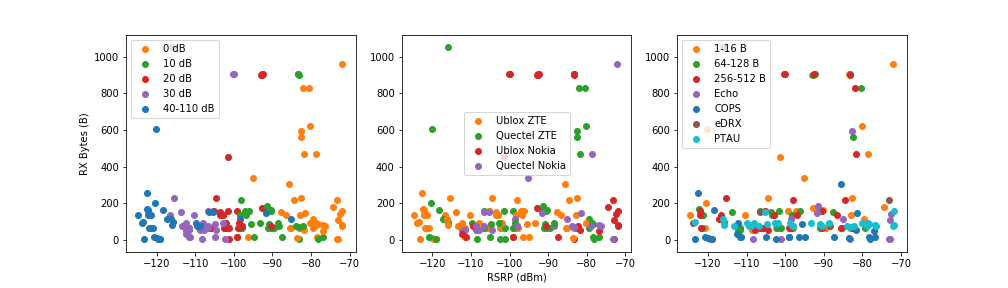 RX Bytes (B)
1000
800
600
400
200
0
−120 −110 −100 −90 −80 −70
0 dB
10 dB
20 dB
30 dB
40-110 dB
1000
800
600
400
200
0
−120 −110 −100 −90 −80 −70
RSRP (dBm)
Ublox ZTE
Quectel ZTE
Ublox Nokia
Quectel Nokia
1000
800
600
400
200
0
−120 −110 −100 −90 −80 −70
1-16 B
64-128 B
256-512 B
Echo
COPS
eDRX
PTAU